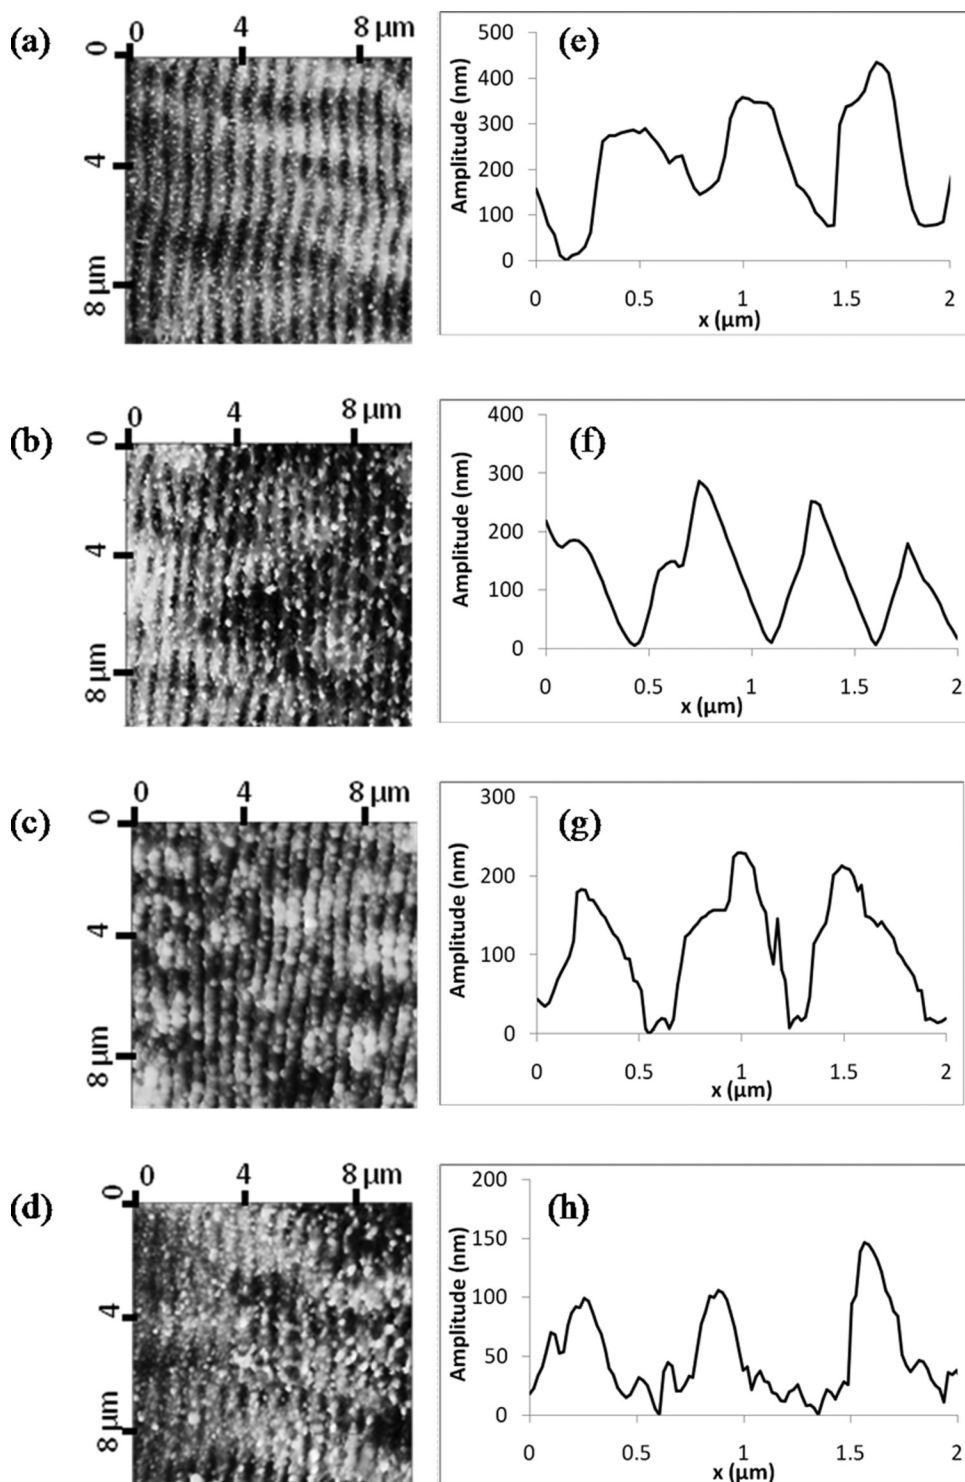 (a)
0 4 8 µm
0
4
8 µm
(e)
Amplitude (nm)
500
400
300
200
100
0
0 0.5 1 1.5 2
x (µm)
(b)
0 4 8 µm
0
4
8 µm
(f)
Amplitude (nm)
400
300
200
100
0
0 0.5 1 1.5 2
x (µm)
(c)
0 4 8 µm
0
4
8 µm
(g)
Amplitude (nm)
300
200
100
0
0 0.5 1 1.5 2
x (µm)
(d)
0 4 8 µm
0
4
8 µm
(h)
Amplitude (nm)
200
150
100
50
0
0 0.5 1 1.5 2
x (µm)